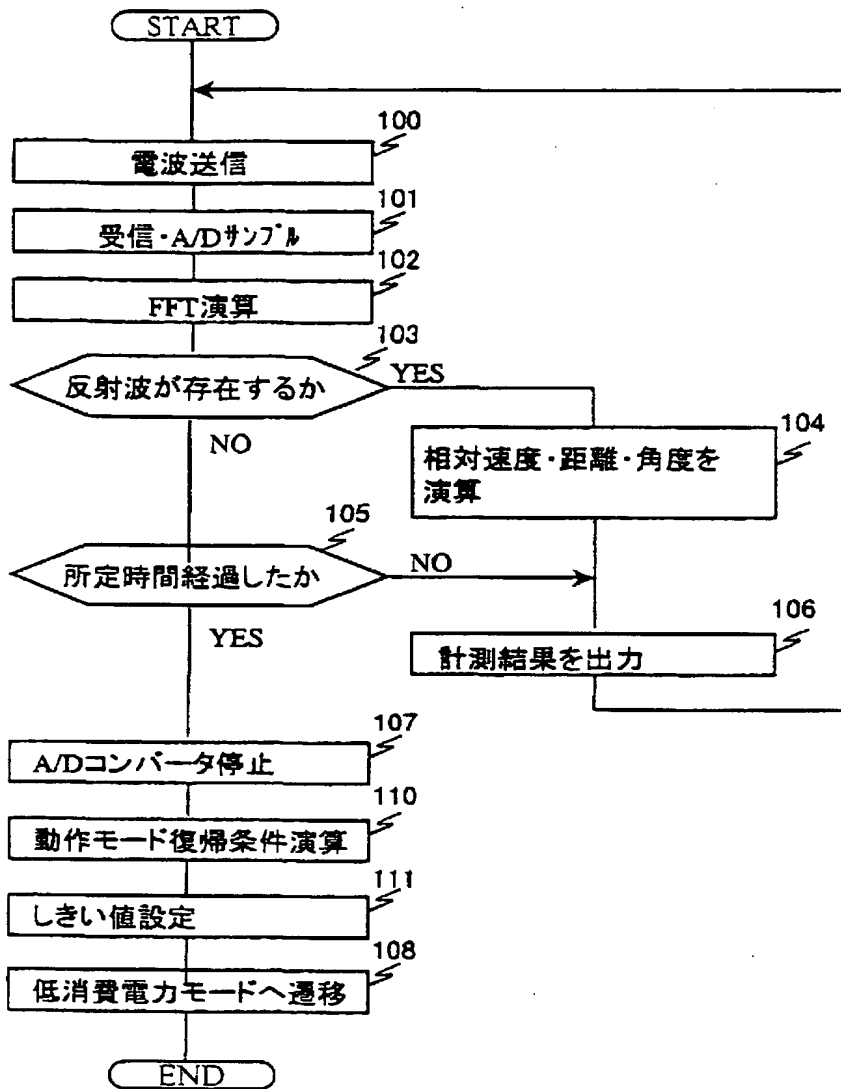 START
100
電波送信
101
受信・A/Dサンプル
102
FFT演算
103
反射波が存在するか
YES
NO
104
相対速度・距離・角度を
演算
105
所定時間経過したか
NO
YES
106
計測結果を出力
107
A/Dコンバータ停止
110
動作モード復帰条件演算
111
しきい値設定
108
低消費電力モードへ遷移
END